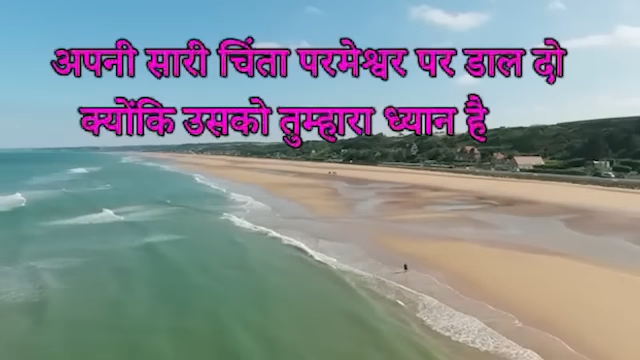 अपनी सारी चिंता परमेश्वर पर डाल दो
क्योंकि उसको तुम्हारा ध्यान है